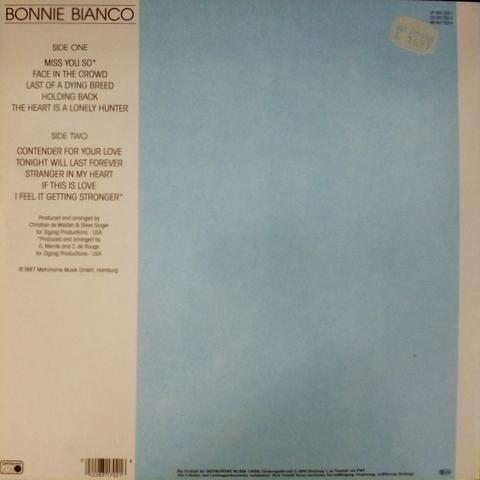 BONNIE BIANCO
SIDE ONE
MISS YOU SO*
FACE IN THE CROWD
LAST OF A DYING BREED
HOLDING BACK
THE HEART IS A LONELY HUNTER
SIDE TWO
CONTENDER FOR YOUR LOVE
TONIGHT WILL LAST FOREVER
STRANGER IN MY HEART
IF THIS IS LOVE
I FEEL IT GETTING STRONGER*
Produced and arranged by
Christian de Walden & Steve Singer
for Zigzag Productions - USA
*Produced and arranged by
G. Mende and C. de Rouge
for Zigzag Productions - USA
℗ 1987 Metronome Musik GmbH, Hamburg